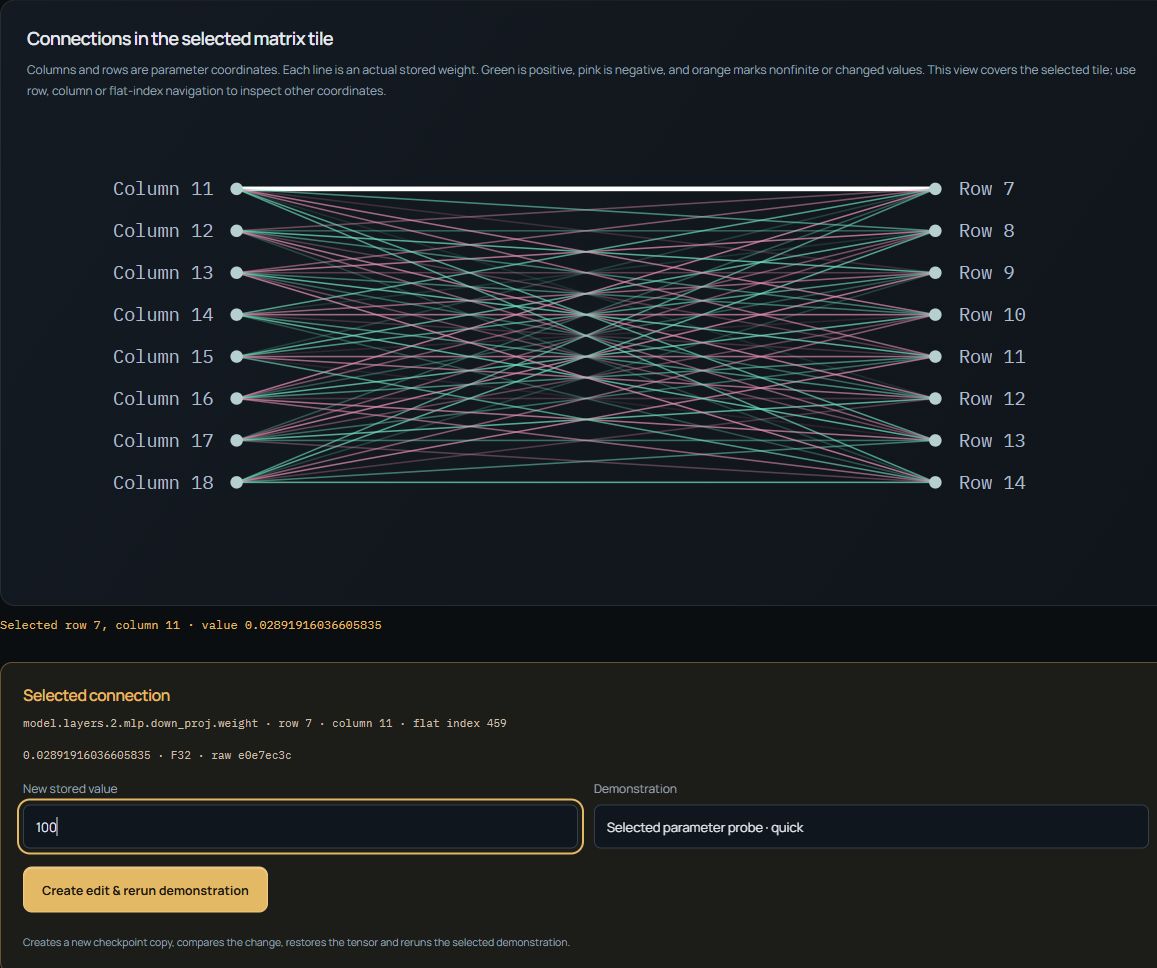 Connections in the selected matrix tile
Columns and rows are parameter coordinates. Each line is an actual stored weight. Green is positive, pink is negative, and orange marks nonfinite or changed values. This view covers the selected tile; use
row, column or flat-index navigation to inspect other coordinates.
Column 11 Row 7
Column 12 Row 8
Column 13 Row 9
Column 14 Row 10
Column 15 Row 11
Column 16 Row 12
Column 17 Row 13
Column 18 Row 14
Selected row 7, column 11 · value 0.02891916036605835
Selected connection
model.layers.2.mlp.down_proj.weight · row 7 · column 11 · flat index 459
0.02891916036605835 · F32 · raw e0e7ec3c
New stored value Demonstration
100 Selected parameter probe · quick
Create edit & rerun demonstration
Creates a new checkpoint copy, compares the change, restores the tensor and reruns the selected demonstration.